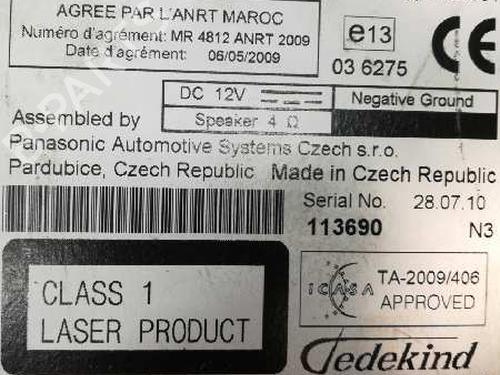 AGREE PAR L'ANRT MAROC
Numéro d'agrément: MR 4812 ANRT 2009
Date d'agrément: 06/05/2009
e13
CE
03 6275
DC 12V
Negative Ground
Speaker 4 Ω
Assembled by
Panasonic Automotive Systems Czech s.r.o.
Pardubice, Czech Republic Made in Czech Republic
Serial No. 28.07.10
113690 N3
CLASS 1
LASER PRODUCT
ICASA
TA-2009/406
APPROVED
Tedekind